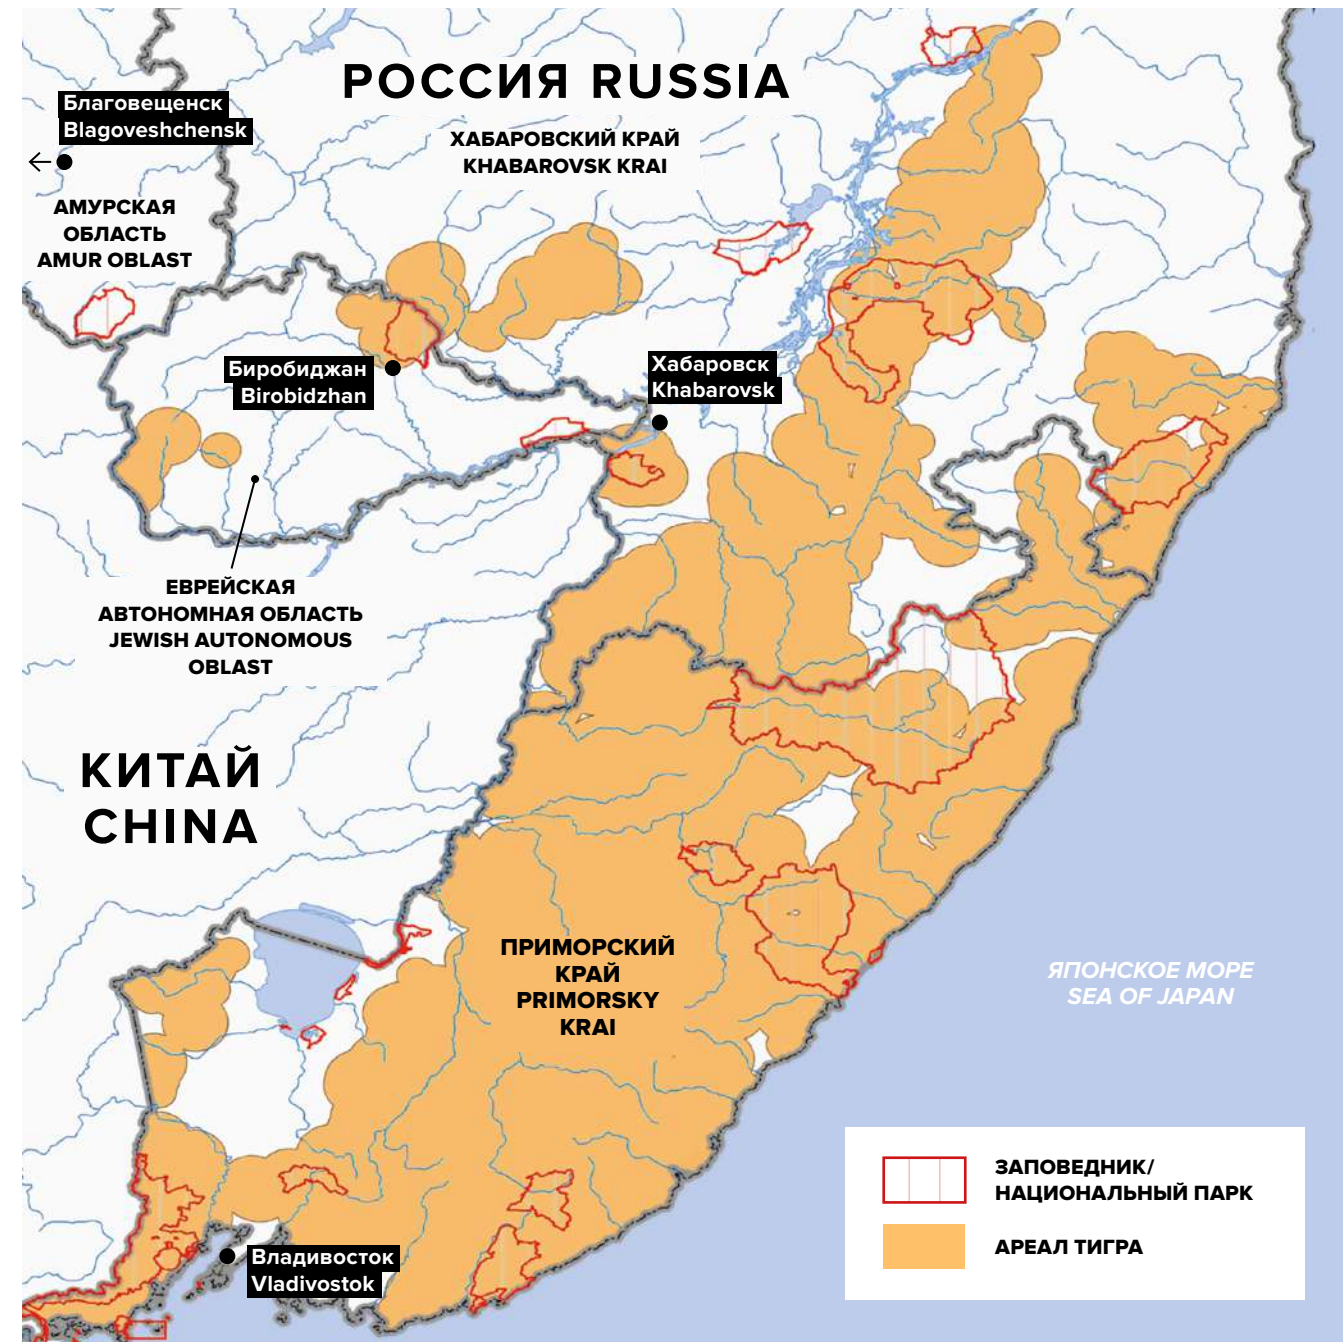 РОССИЯ RUSSIA
Благовещенск
Blagoveshchensk
ХАБАРОВСКИЙ КРАЙ
KHABAROVSK KRAI
АМУРСКАЯ
ОБЛАСТЬ
AMUR OBLAST
Биробиджан
Birobidzhan
Хабаровск
Khabarovsk
ЕВРЕЙСКАЯ
АВТОНОМНАЯ ОБЛАСТЬ
JEWISH AUTONOMOUS
OBLAST
КИТАЙ
CHINA
ПРИМОРСКИЙ
КРАЙ
PRIMORSKY
KRAI
ЯПОНСКОЕ МОРЕ
SEA OF JAPAN
ЗАПОВЕДНИК/
НАЦИОНАЛЬНЫЙ ПАРК
АРЕАЛ ТИГРА
Владивосток
Vladivostok